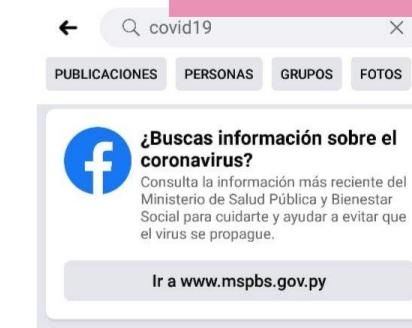 covid19
PUBLICACIONES PERSONAS GRUPOS FOTOS
¿Buscas información sobre el
coronavirus?
Consulta la información más reciente del
Ministerio de Salud Pública y Bienestar
Social para cuidarte y ayudar a evitar que
el virus se propague.
Ir a www.mspbs.gov.py